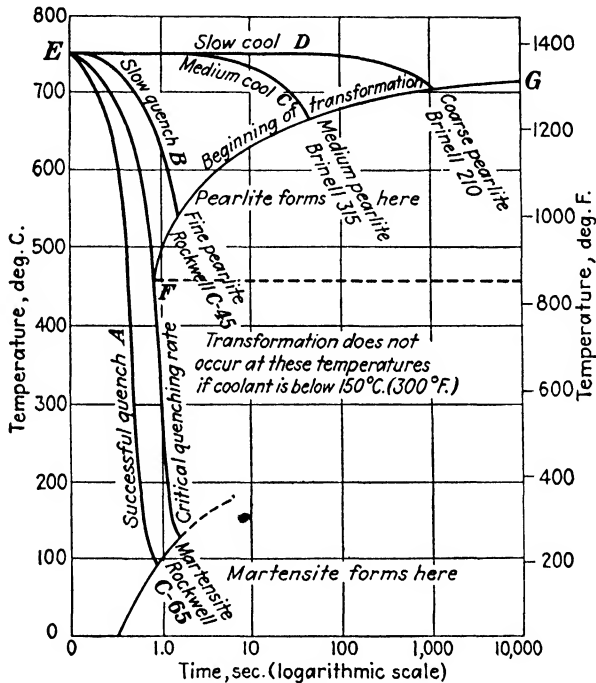 800
E
Slow cool D
1400
Slow quench B
Medium cool C
G
700
Beginning of transformation
Coarse pearlite
Brinell 210
1200
Medium pearlite
Brinell 315
600
Pearlite forms here
Fine pearlite
Rockwell C-45
1000
500
F
800
400
Transformation does not
occur at these temperatures
if coolant is below 150°C.(300°F.)
600
300
Successful quench A
Critical quenching rate
200
400
100
Martensite
Rockwell
C-65
Martensite forms here
200
0
0 1.0 10 100 1000 10,000
Time, sec. (logarithmic scale)
Temperature, deg. C.
Temperature, deg. F.